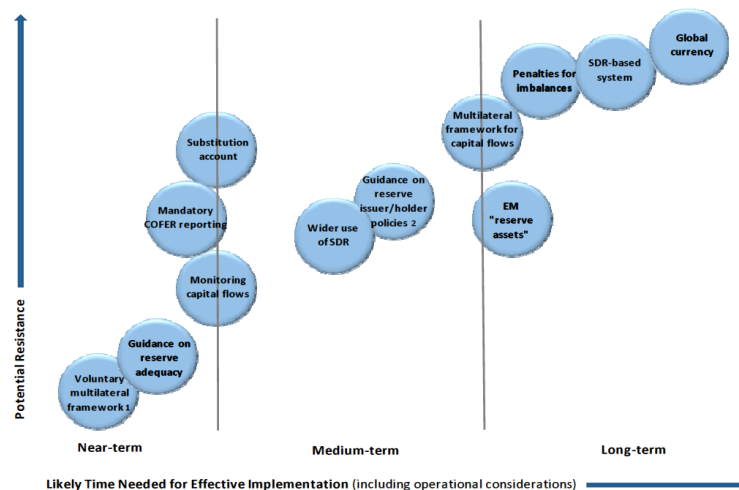 Global
currency
SDR-based
system
Penalties for
imbalances
Multilateral
framework for
capital flows
Substitution
account
Guidance on
reserve
issuer/holder
policies 2
Mandatory
COFER reporting
EM
"reserve
assets"
Wider use
of SDR
Monitoring
capital flows
Guidance on
reserve
adequacy
Voluntary
multilateral
framework 1
Potential Resistance
Near-term
Medium-term
Long-term
Likely Time Needed for Effective Implementation (including operational considerations)